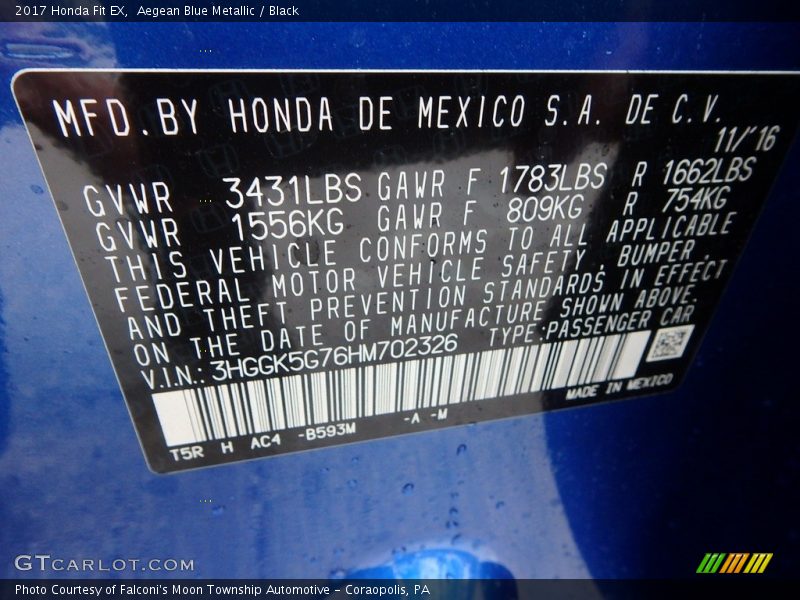 2017 Honda Fit EX,  Aegean Blue Metallic / Black
MFD. BY HONDA DE MEXICO S.A. DE C.V.
11/'16
GVWR 3431LBS GAWR F 1783LBS R 1662LBS
GVWR 1556KG GAWR F 809KG R 754KG
THIS VEHICLE CONFORMS TO ALL APPLICABLE
FEDERAL MOTOR VEHICLE SAFETY, BUMPER,
AND THEFT PREVENTION STANDARDS IN EFFECT
ON THE DATE OF MANUFACTURE SHOWN ABOVE.
V.I.N.: 3HGGK5G76HM702326 TYPE:PASSENGER CAR
MADE IN MEXICO
T5R H AC4 -B593M -A -M
GTCARLOT.COM
Photo Courtesy of Falconi's Moon Township Automotive - Coraopolis, PA